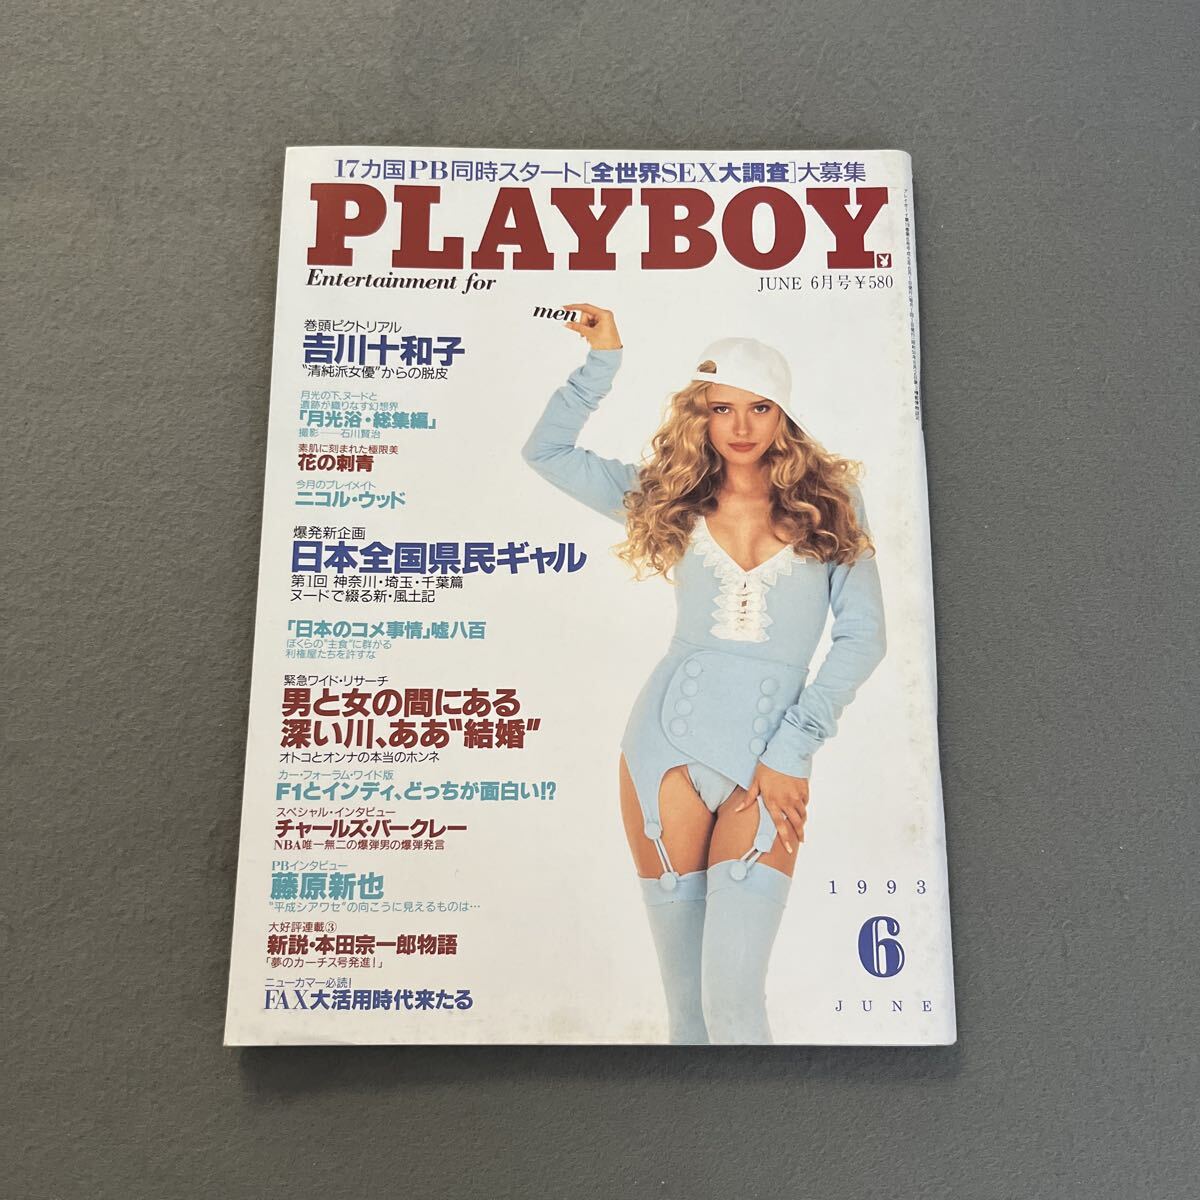 17カ国PB同時スタート[全世界SEX大調査]大募集
PLAYBOY
Entertainment for
men
JUNE 6月号¥580
巻頭ピクトリアル
吉川十和子
“清純派女優”からの脱皮
月光の下、ヌードと
遺跡が織りなす幻想界
「月光浴・総集編」
撮影──石川賢治
素肌に刻まれた極限美
花の刺青
今月のプレイメイト
ニコル・ウッド
爆発新企画
日本全国県民ギャル
第1回 神奈川・埼玉・千葉篇
ヌードで綴る新・風土記
「日本のコメ事情」嘘八百
ぼくらの“主食”に群がる
利権屋たちを許すな
緊急ワイド・リサーチ
男と女の間にある
深い川、ああ“結婚”
オトコとオンナの本当のホンネ
カー・フォーラム・ワイド版
F1とインディ、どっちが面白い!?
スペシャル・インタビュー
チャールズ・バークレー
NBA唯一無二の爆弾男の爆弾発言
PBインタビュー
藤原新也
“平成シアワセ”の向こうに見えるものは…
大好評連載③
新説・本田宗一郎物語
「夢のカーチス号発進!」
ニューカマー必読!
FAX大活用時代来たる
1993
6
JUNE